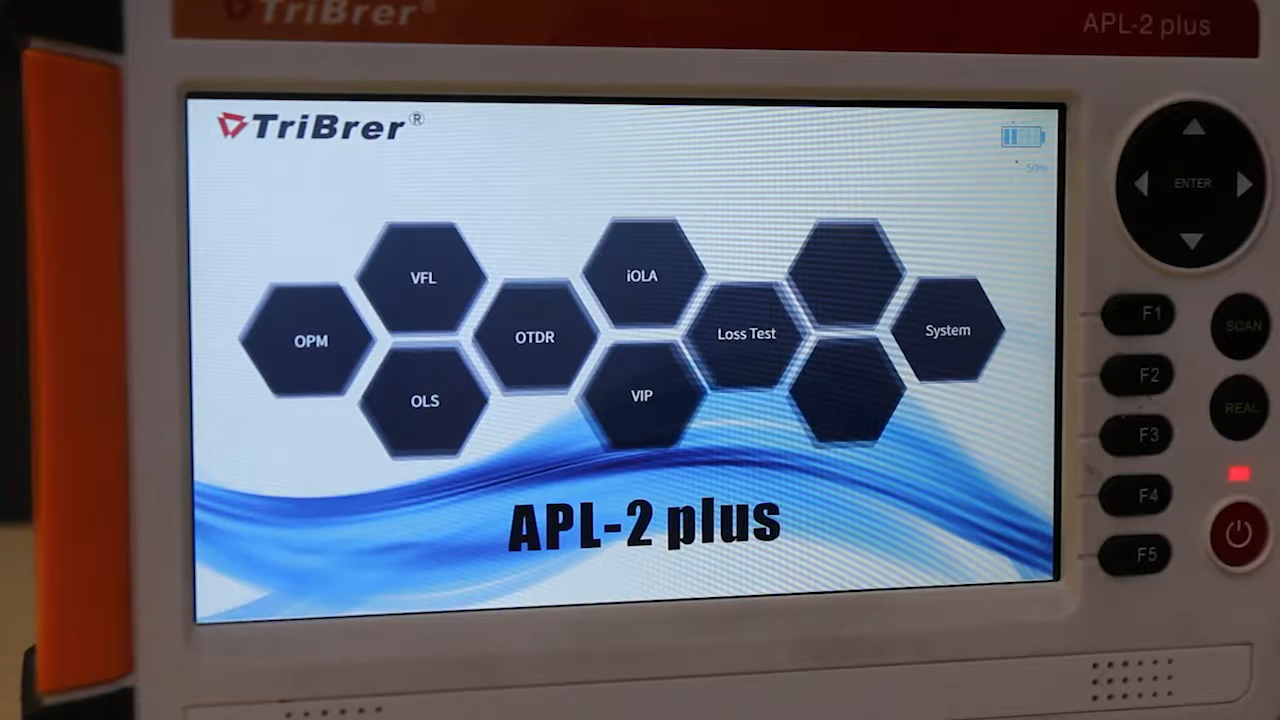 TriBrer®
APL-2 plus
TriBrer®
50%
VFL
iOLA
OPM
OTDR
Loss Test
System
OLS
VIP
APL-2 plus
ENTER
F1
SCAN
F2
REAL
F3
F4
F5